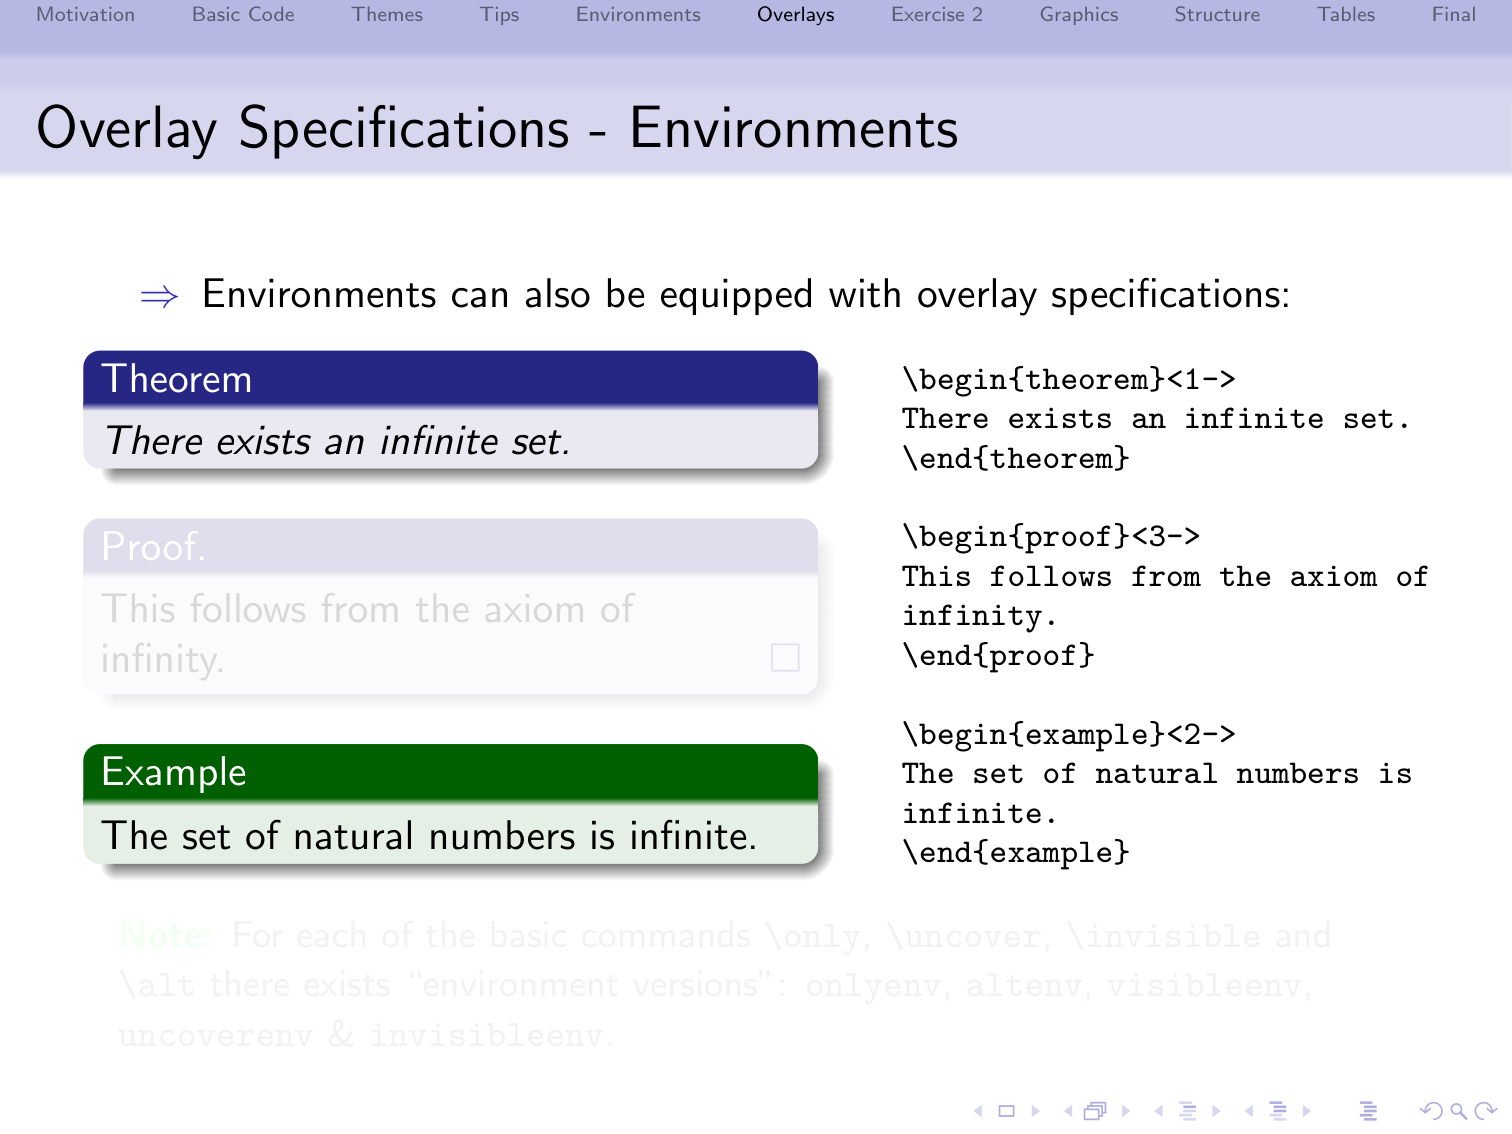 Motivation Basic Code Themes Tips Environments Overlays Exercise 2 Graphics Structure Tables Final
Overlay Specifications - Environments
⇒ Environments can also be equipped with overlay specifications:
Theorem
There exists an infinite set.
Proof.
This follows from the axiom of
infinity. □
Example
The set of natural numbers is infinite.
\begin{theorem}<1->
There exists an infinite set.
\end{theorem}
\begin{proof}<3->
This follows from the axiom of
infinity.
\end{proof}
\begin{example}<2->
The set of natural numbers is
infinite.
\end{example}
Note: For each of the basic commands \only, \uncover, \invisible and
\alt there exists “environment versions”: onlyenv, altenv, visibleenv,
uncoverenv & invisibleenv.